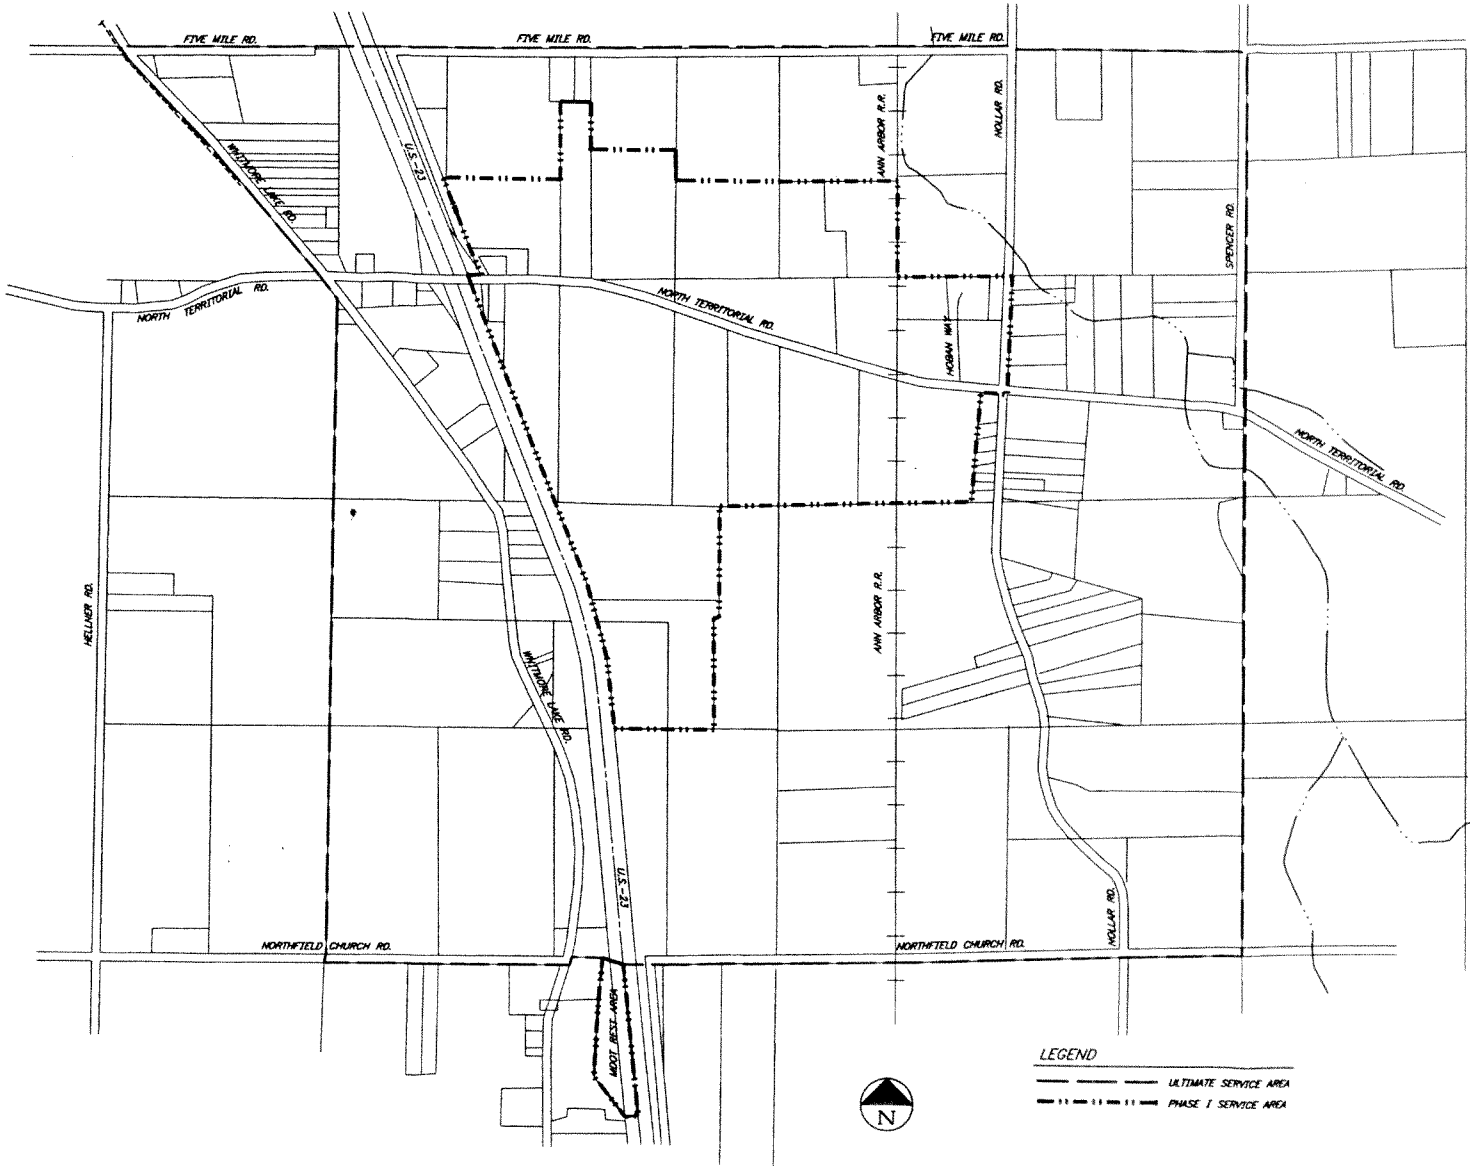 FIVE MILE RD.
FIVE MILE RD.
FIVE MILE RD.
WHITMORE LAKE RD.
U.S.-23
ANN ARBOR R.R.
NOLLAR RD.
SPENCER RD.
NORTH TERRITORIAL RD.
NORTH TERRITORIAL RD.
HOBAN WAY
NORTH TERRITORIAL RD.
HELLNER RD.
ANN ARBOR R.R.
WHITMORE LAKE RD.
U.S.-23
NOLLAR RD.
NORTHFIELD CHURCH RD.
NORTHFIELD CHURCH RD.
MDOT REST AREA
N
LEGEND
ULTIMATE SERVICE AREA
PHASE I SERVICE AREA